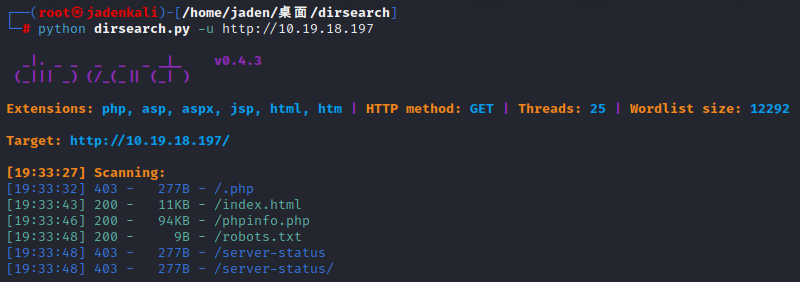 ┌──(root㉿jadenkali)-[/home/jaden/桌面/dirsearch]
└─# python dirsearch.py -u http://10.19.18.197

  _|. _ _  _  _  _ _|_    v0.4.3
 (_||| _) (/_(_|| (_| )

Extensions: php, asp, aspx, jsp, html, htm | HTTP method: GET | Threads: 25 | Wordlist size: 12292

Target: http://10.19.18.197/

[19:33:27] Scanning:
[19:33:32] 403 -   277B - /.php
[19:33:43] 200 -   11KB - /index.html
[19:33:46] 200 -   94KB - /phpinfo.php
[19:33:48] 200 -     9B - /robots.txt
[19:33:48] 403 -   277B - /server-status
[19:33:48] 403 -   277B - /server-status/